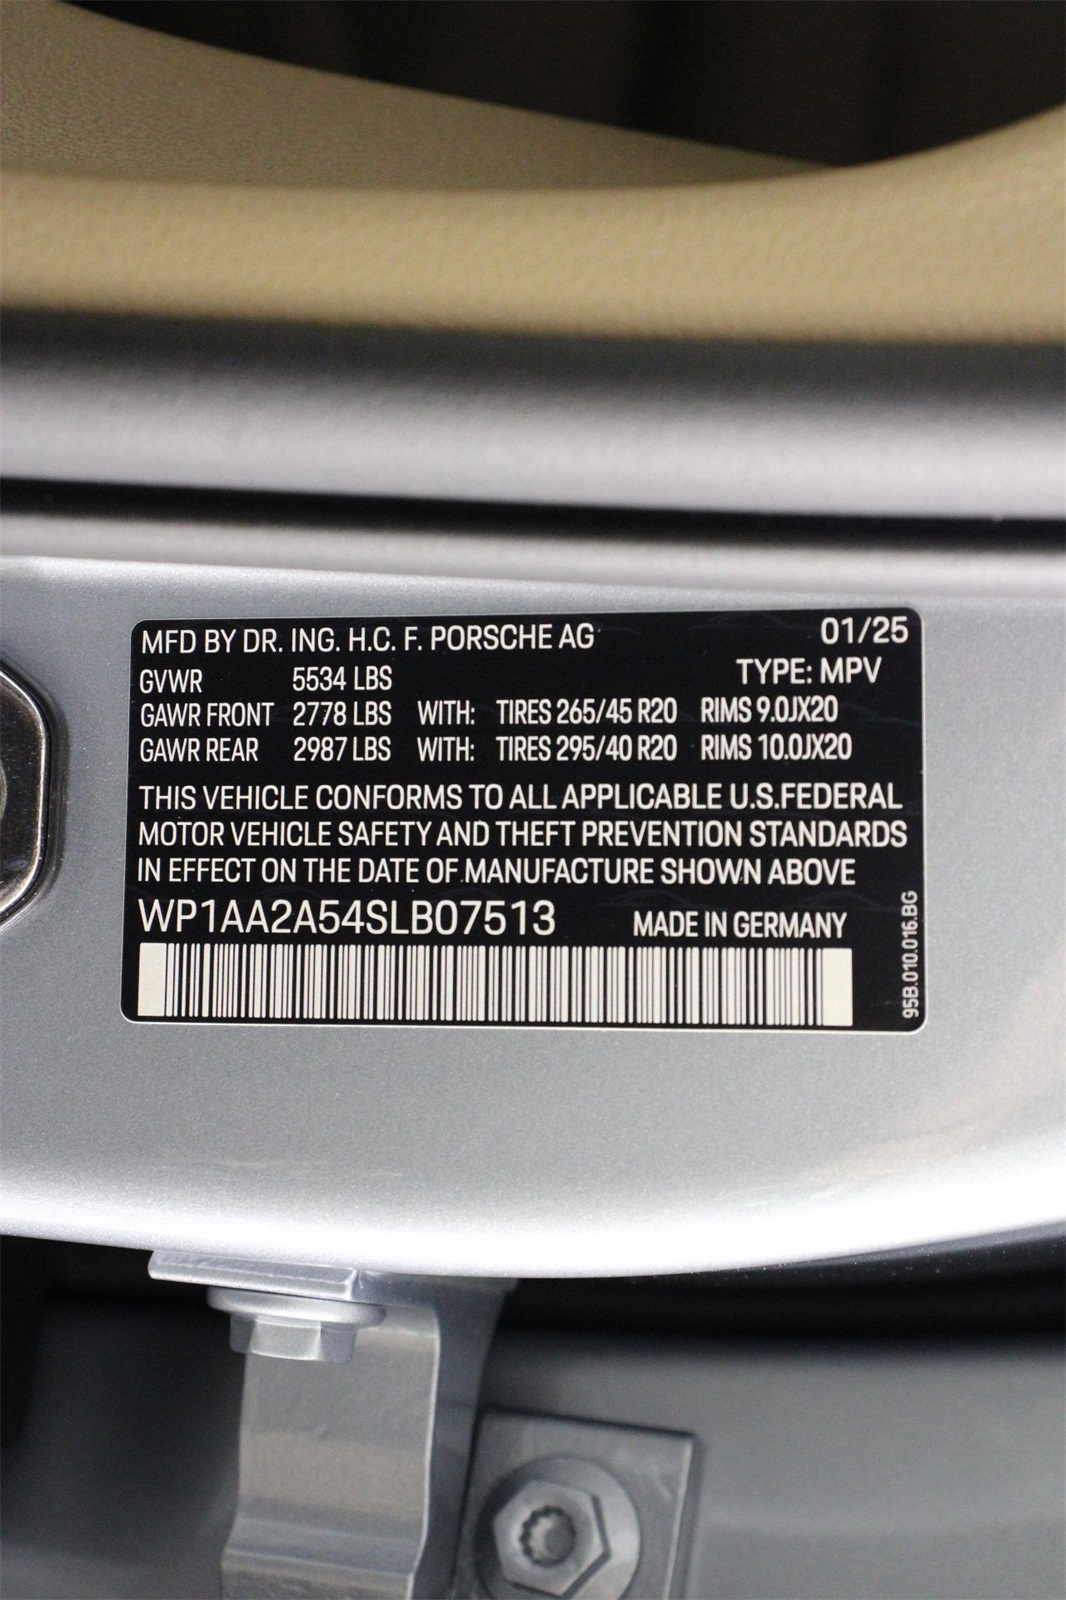 MFD BY DR. ING. H.C. F. PORSCHE AG 01/25
TYPE: MPV
GVWR 5534 LBS
GAWR FRONT 2778 LBS WITH: TIRES 265/45 R20 RIMS 9.0JX20
GAWR REAR 2987 LBS WITH: TIRES 295/40 R20 RIMS 10.0JX20
THIS VEHICLE CONFORMS TO ALL APPLICABLE U.S.FEDERAL
MOTOR VEHICLE SAFETY AND THEFT PREVENTION STANDARDS
IN EFFECT ON THE DATE OF MANUFACTURE SHOWN ABOVE
WP1AA2A54SLB07513 MADE IN GERMANY
95B.010.016.BG